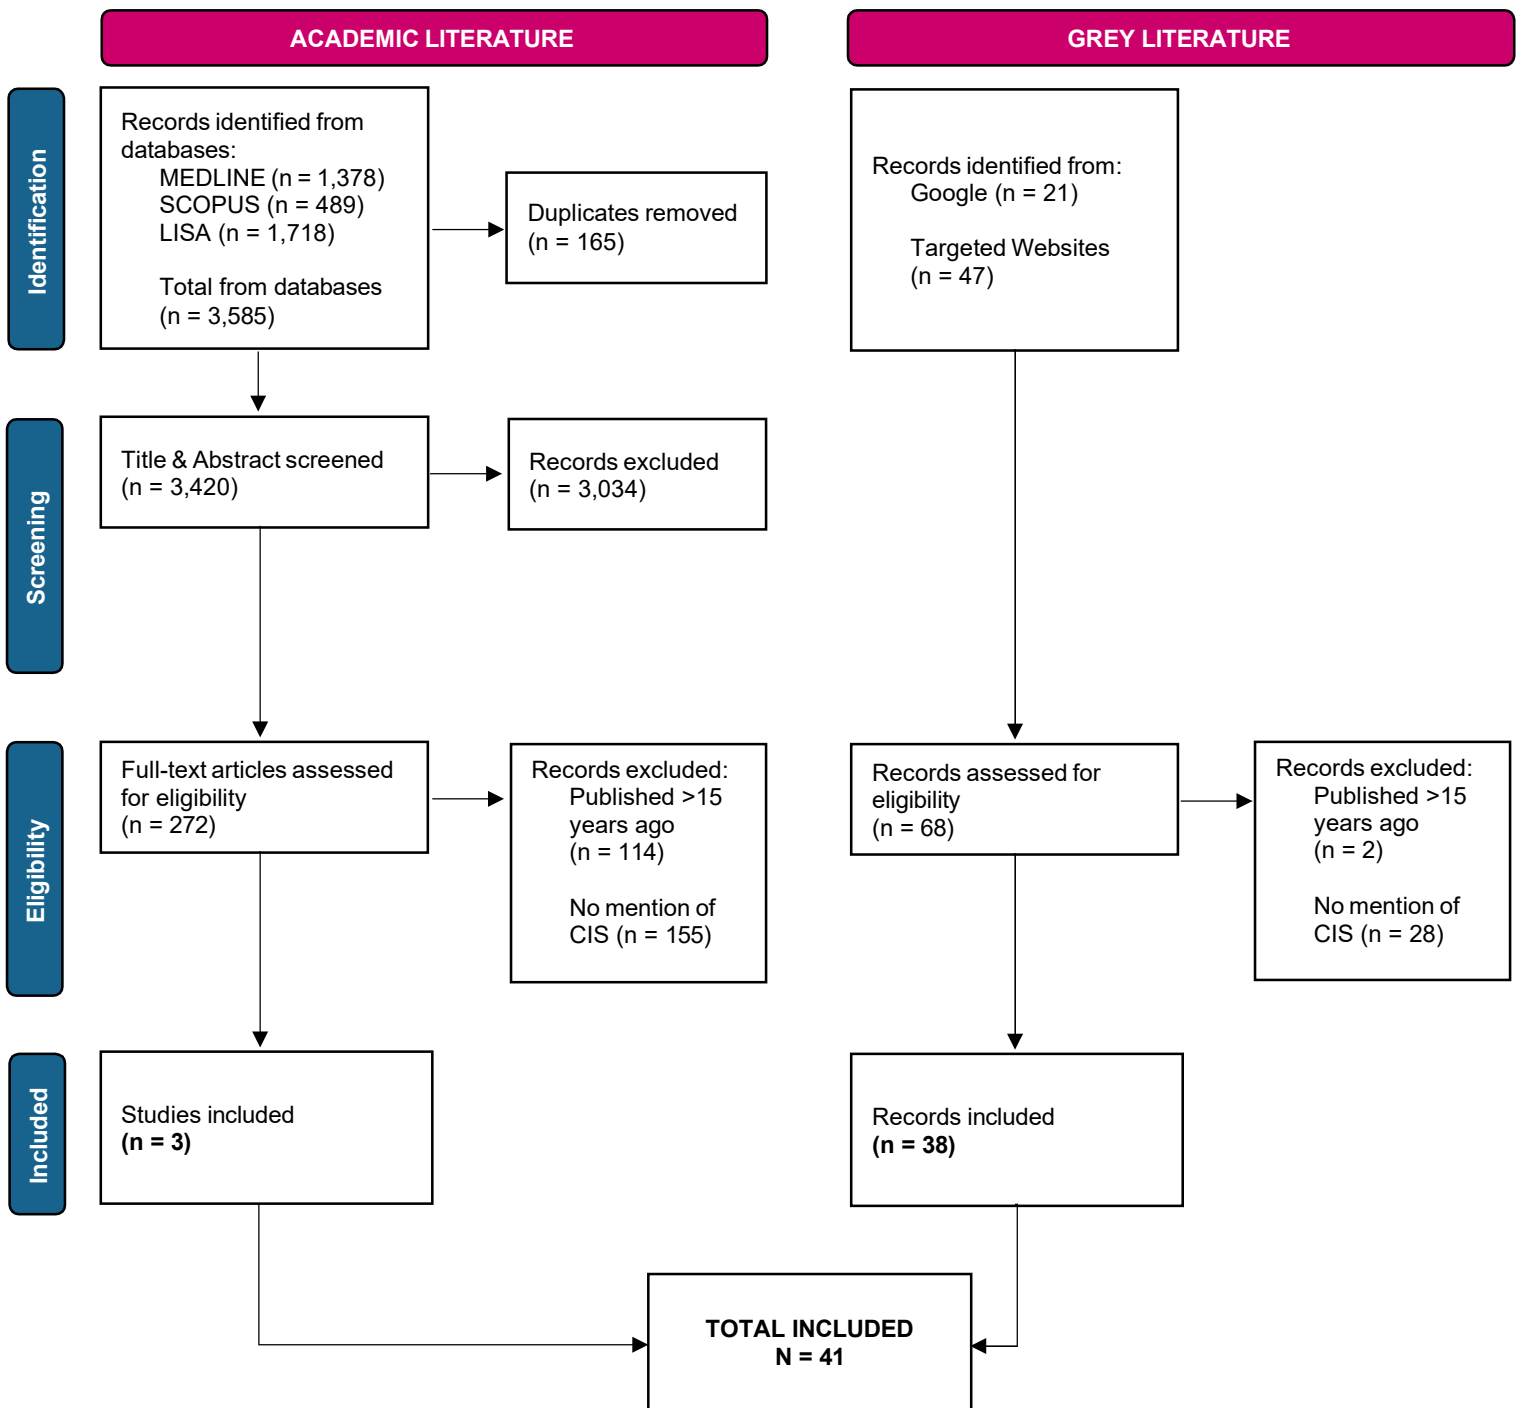 ACADEMIC LITERATURE
GREY LITERATURE
Identification
Records identified from
databases:
MEDLINE (n = 1,378)
SCOPUS (n = 489)
LISA (n = 1,718)
Total from databases
(n = 3,585)
Duplicates removed
(n = 165)
Records identified from:
Google (n = 21)
Targeted Websites
(n = 47)
Screening
Title & Abstract screened
(n = 3,420)
Records excluded
(n = 3,034)
Eligibility
Full-text articles assessed
for eligibility
(n = 272)
Records excluded:
Published >15
years ago
(n = 114)
No mention of
CIS (n = 155)
Records assessed for
eligibility
(n = 68)
Records excluded:
Published >15
years ago
(n = 2)
No mention of
CIS (n = 28)
Included
Studies included
(n = 3)
Records included
(n = 38)
TOTAL INCLUDED
N = 41